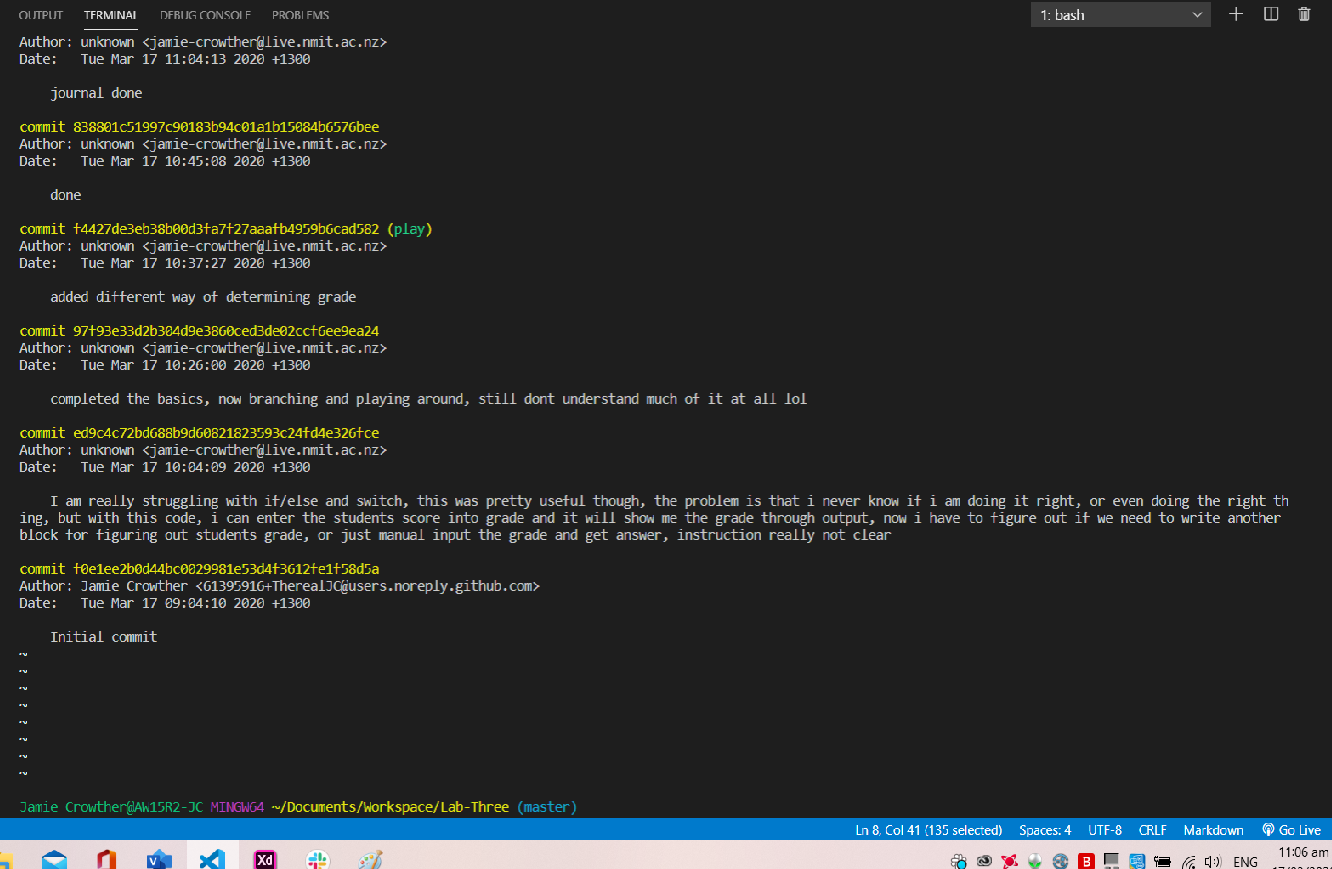 OUTPUT TERMINAL DEBUG CONSOLE PROBLEMS 1: bash
Author: unknown <jamie-crowther@live.nmit.ac.nz>
Date:   Tue Mar 17 11:04:13 2020 +1300
journal done
commit 838801c51997c90183b94c01a1b15084b6576bee
Author: unknown <jamie-crowther@live.nmit.ac.nz>
Date:   Tue Mar 17 10:45:08 2020 +1300
done
commit f4427de3eb38b00d3fa7f27aaafb4959b6cad582 (play)
Author: unknown <jamie-crowther@live.nmit.ac.nz>
Date:   Tue Mar 17 10:37:27 2020 +1300
added different way of determining grade
commit 97f93e33d2b304d9e3860ced3de02ccf6ee9ea24
Author: unknown <jamie-crowther@live.nmit.ac.nz>
Date:   Tue Mar 17 10:26:00 2020 +1300
completed the basics, now branching and playing around, still dont understand much of it at all lol
commit ed9c4c72bd688b9d60821823593c24fd4e326fce
Author: unknown <jamie-crowther@live.nmit.ac.nz>
Date:   Tue Mar 17 10:04:09 2020 +1300
I am really struggling with if/else and switch, this was pretty useful though, the problem is that i never know if i am doing it right, or even doing the right th
ing, but with this code, i can enter the students score into grade and it will show me the grade through output, now i have to figure out if we need to write another
block for figuring out students grade, or just manual input the grade and get answer, instruction really not clear
commit f0e1ee2b0d44bc0029981e53d4f3612fe1f58d5a
Author: Jamie Crowther <61395916+TherealJC@users.noreply.github.com>
Date:   Tue Mar 17 09:04:10 2020 +1300
Initial commit
~
~
~
~
~
~
~
~
Jamie Crowther@AW15R2-JC MINGW64 ~/Documents/Workspace/Lab-Three (master)
Ln 8, Col 41 (135 selected) Spaces: 4 UTF-8 CRLF Markdown Go Live
W Xd B ENG 11:06 am